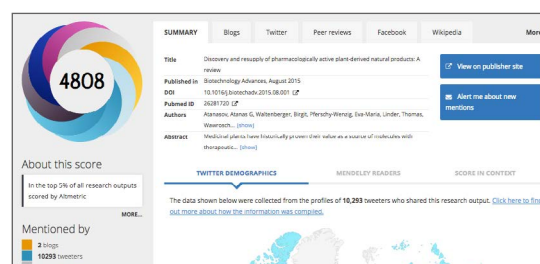 SUMMARY Blogs Twitter Peer reviews Facebook Wikipedia More
4808
Title Discovery and resupply of pharmacologically active plant-derived natural products: A
review
Published in Biotechnology Advances, August 2015
DOI 10.1016/j.biotechadv.2015.08.001
Pubmed ID 26281720
Authors Atanasov, Atanas G, Waltenberger, Birgit, Pferschy-Wenzig, Eva-Maria, Linder, Thomas,
Wawrosch... [show]
Abstract Medicinal plants have historically proven their value as a source of molecules with
therapeutic... [show]
View on publisher site
Alert me about new
mentions
About this score
In the top 5% of all research outputs
scored by Altmetric
MORE...
Mentioned by
2 blogs
10293 tweeters
TWITTER DEMOGRAPHICS MENDELEY READERS SCORE IN CONTEXT
The data shown below were collected from the profiles of 10,293 tweeters who shared this research output. Click here to find
out more about how the information was compiled.